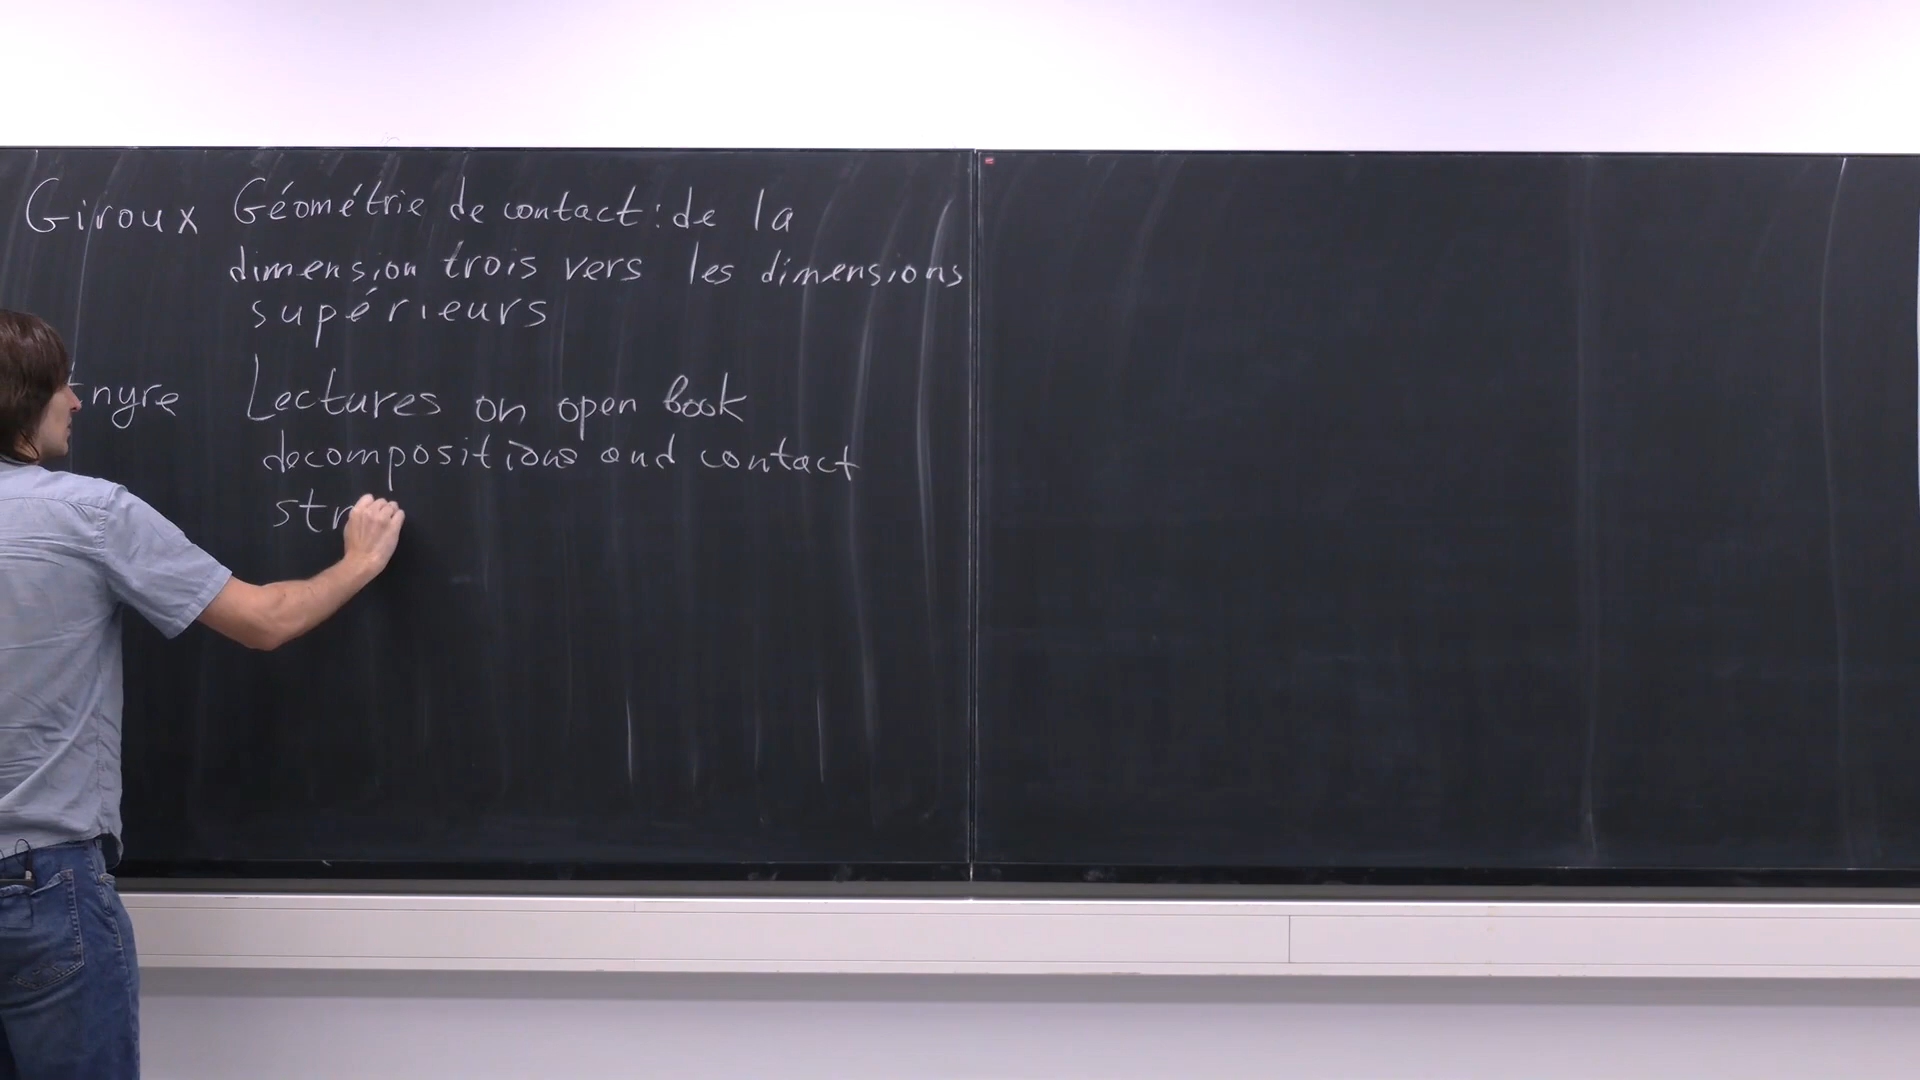 Giroux Géométrie de contact: de la
dimension trois vers les dimensions
supérieurs
tnyre Lectures on open book
decompositions and contact
str